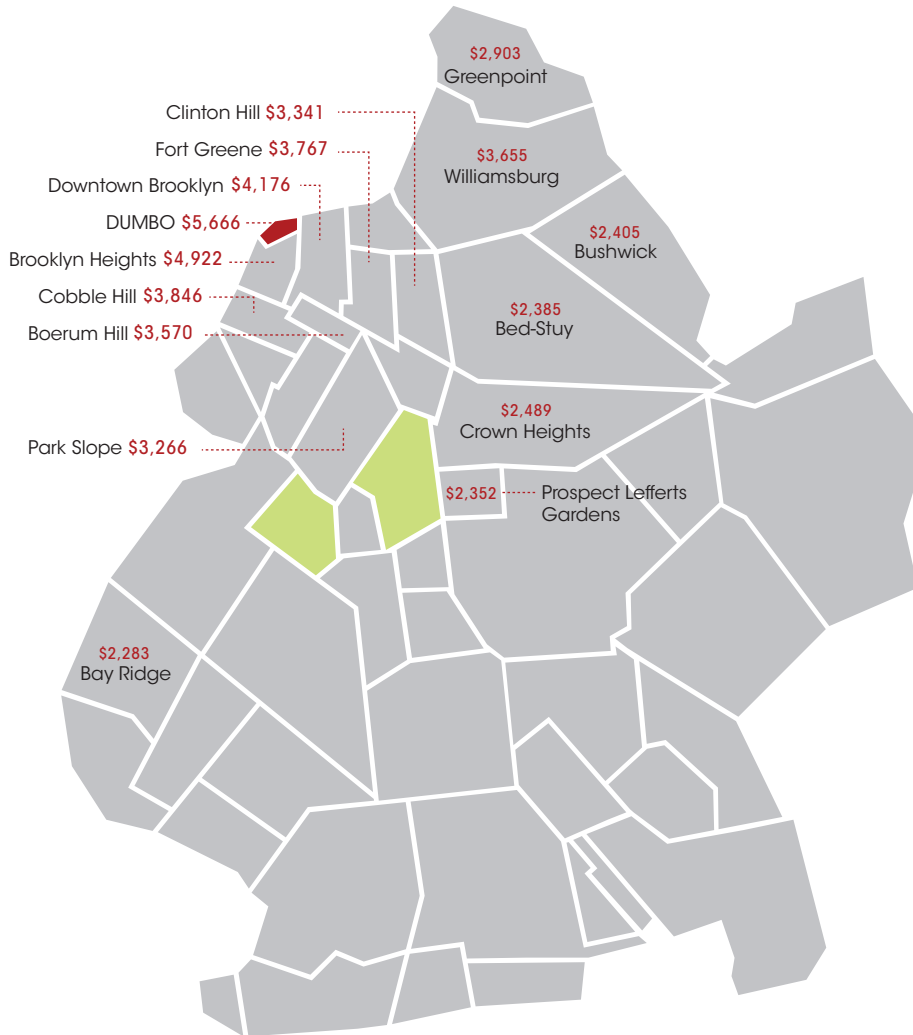 $2,903
Greenpoint
Clinton Hill $3,341
Fort Greene $3,767
$3,655
Williamsburg
Downtown Brooklyn $4,176
DUMBO $5,666
$2,405
Bushwick
Brooklyn Heights $4,922
Cobble Hill $3,846
$2,385
Bed-Stuy
Boerum Hill $3,570
$2,489
Crown Heights
Park Slope $3,266
$2,352 Prospect Lefferts
Gardens
$2,283
Bay Ridge